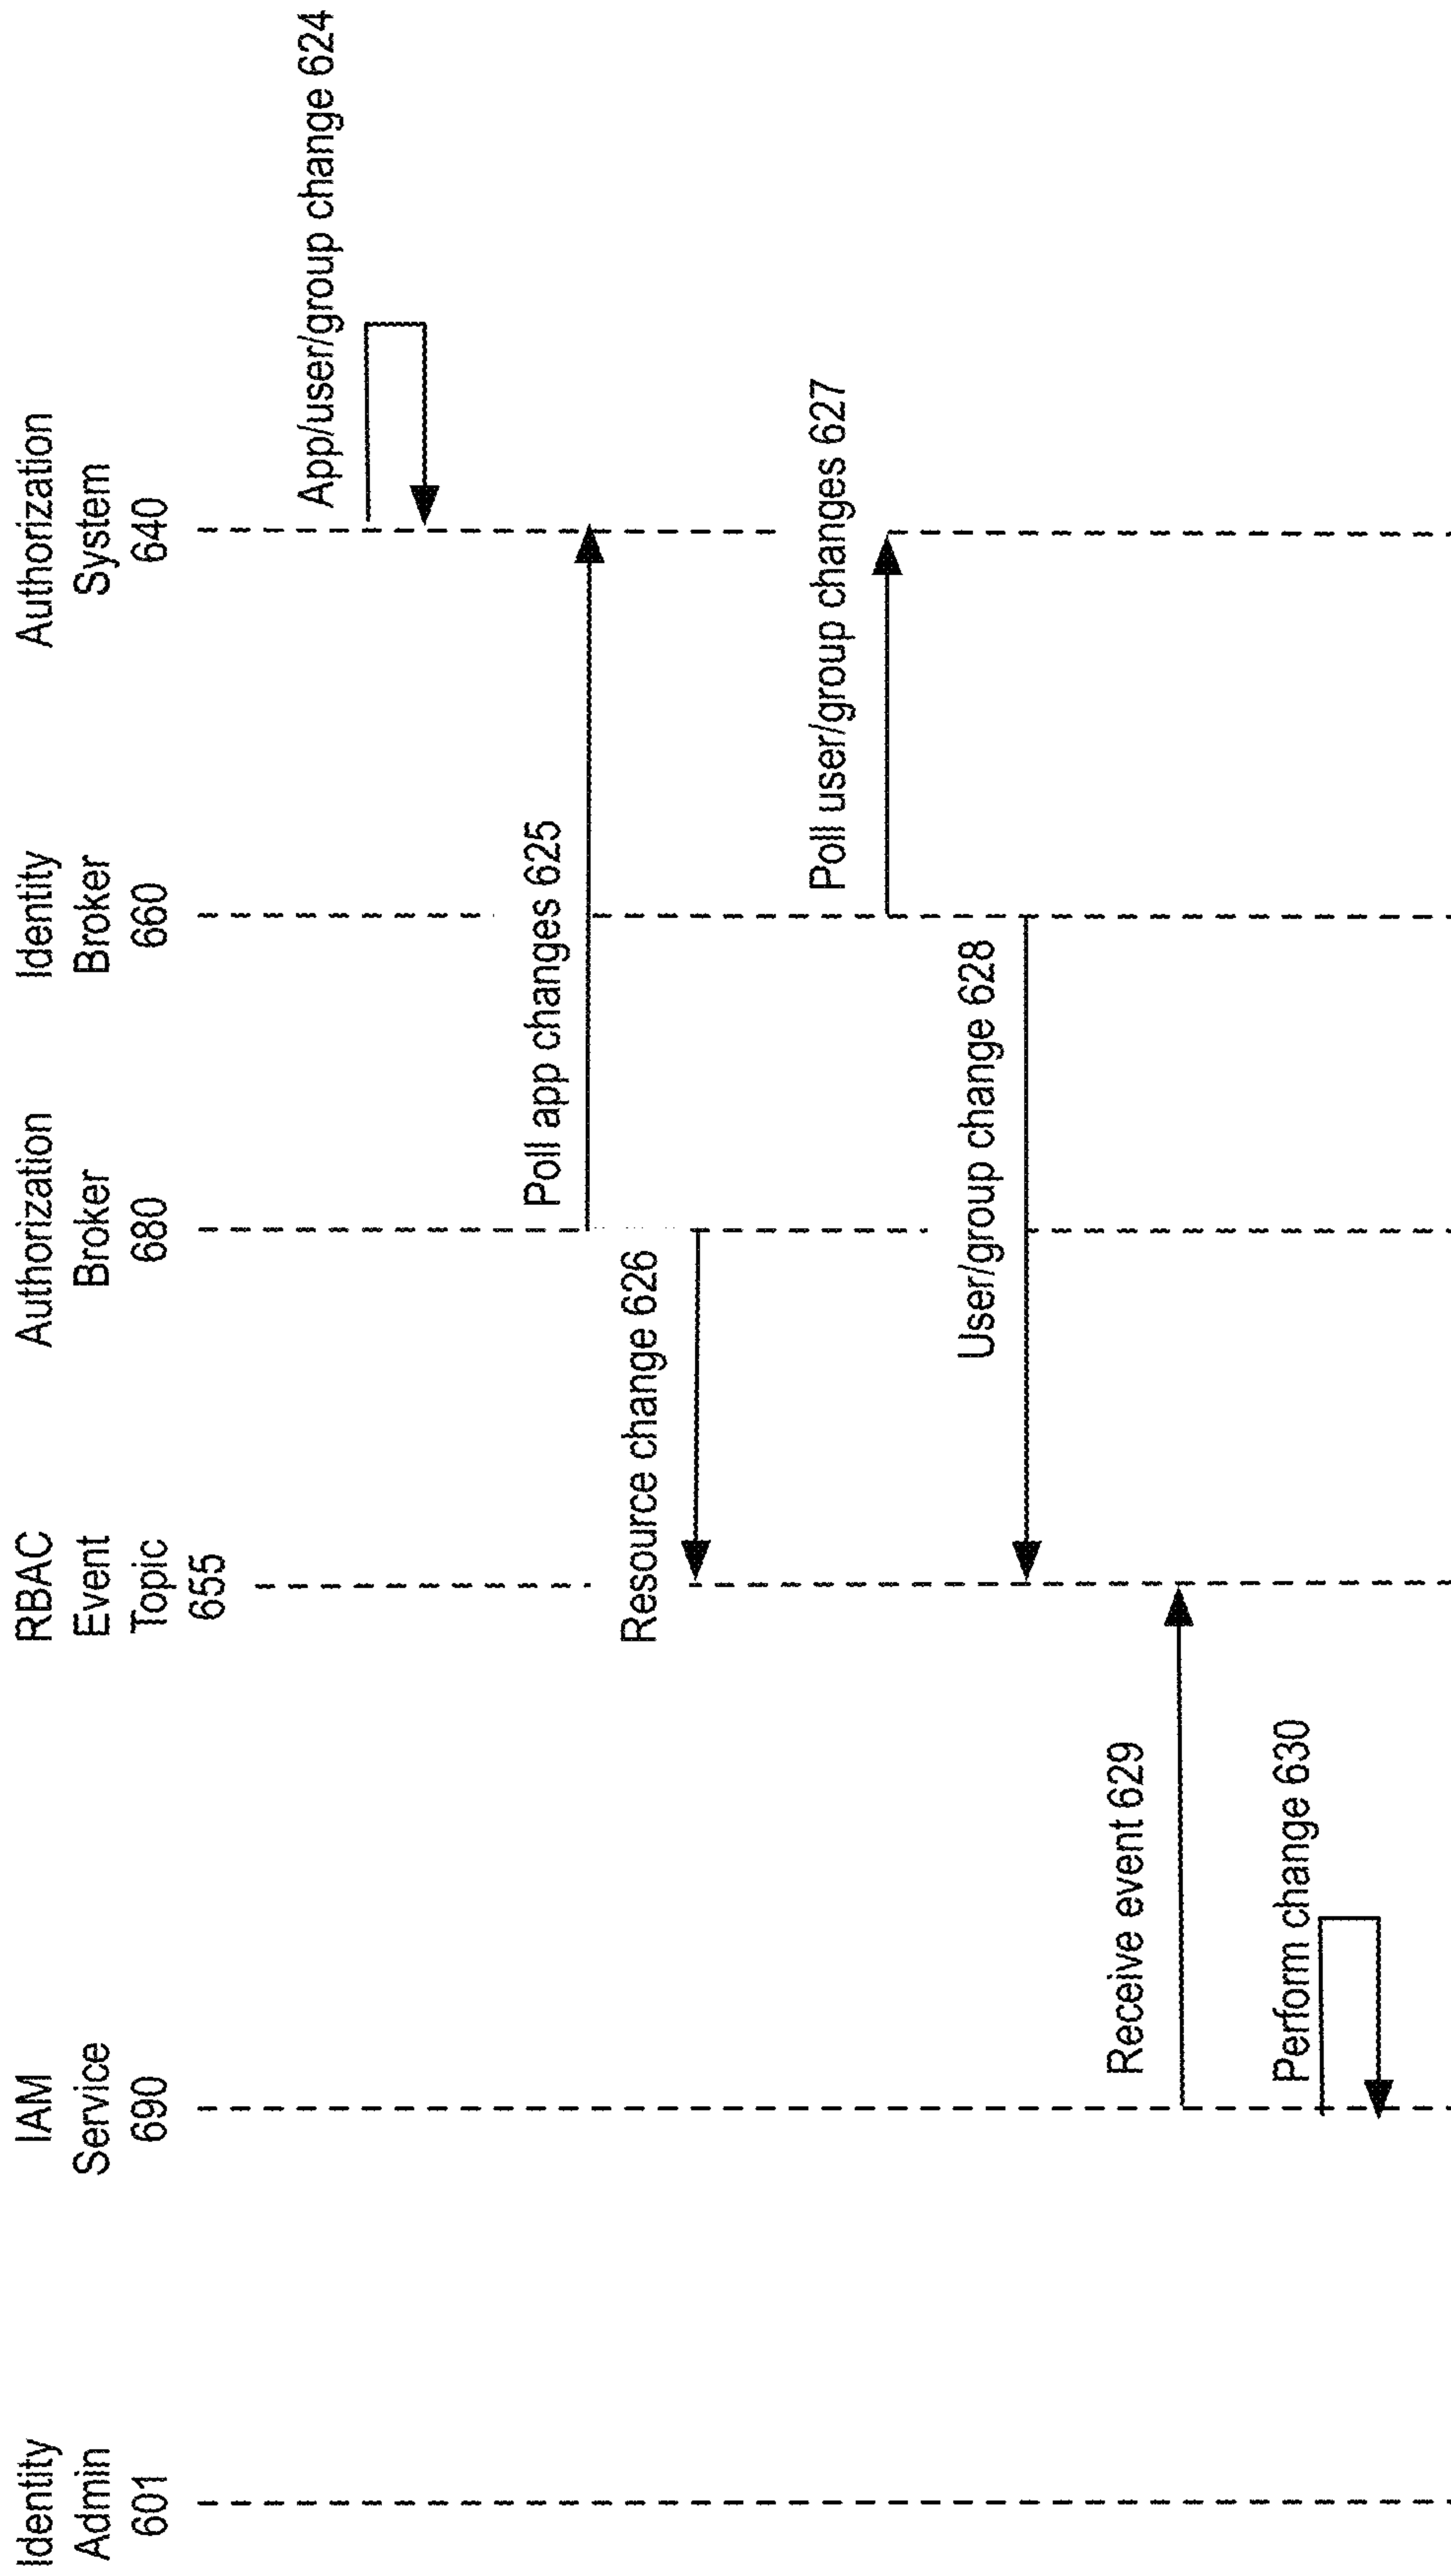 Identity
Admin
601
IAM
Service
690
RBAC
Event
Topic
655
Authorization
Broker
680
Identity
Broker
660
Authorization
System
640
App/user/group change 624
Poll app changes 625
Resource change 626
Poll user/group changes 627
User/group change 628
Receive event 629
Perform change 630